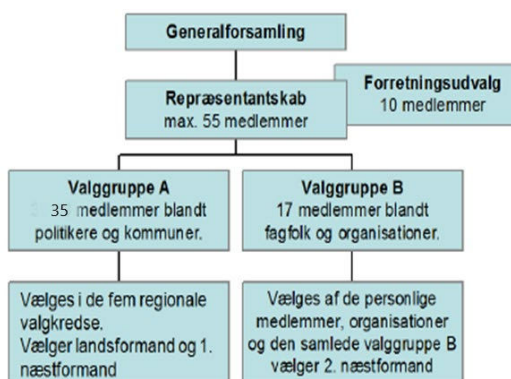 Generalforsamling
Repræsentantskab
max. 55 medlemmer
Forretningsudvalg
10 medlemmer
Valggruppe A
35 medlemmer blandt
politikere og kommuner.
Valggruppe B
17 medlemmer blandt
fagfolk og organisationer.
Vælges i de fem regionale
valgkredse.
Vælger landsformand og 1.
næstformand
Vælges af de personlige
medlemmer, organisationer
og den samlede valggruppe B
vælger 2. næstformand